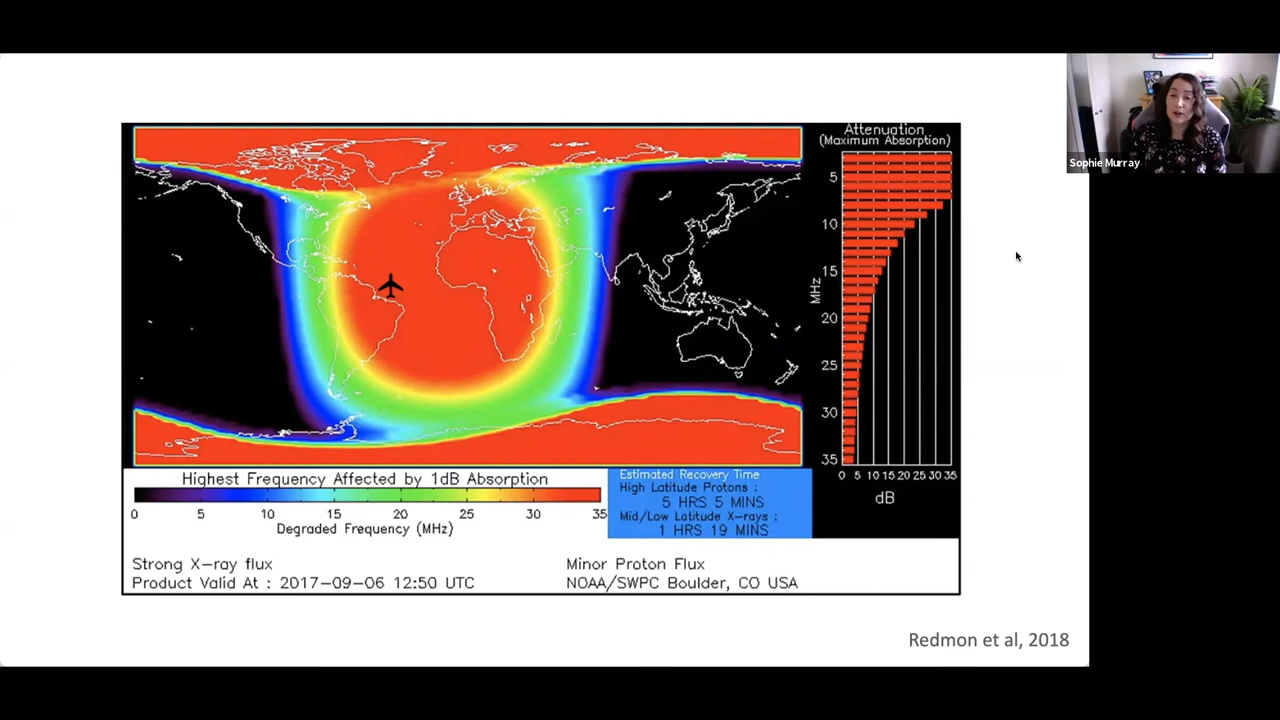 Sophie Murray
Attenuation
(Maximum Absorption)
5
10
15
20
25
30
35
MHz
0 5 10 15 20 25 30 35
dB
Highest Frequency Affected by 1dB Absorption
0 5 10 15 20 25 30 35
Degraded Frequency (MHz)
Estimated Recovery Time
High Latitude Protons :
5 HRS 5 MINS
Mid/Low Latitude X-rays :
1 HRS 19 MINS
Strong X-ray flux
Minor Proton Flux
Product Valid At : 2017-09-06 12:50 UTC
NOAA/SWPC Boulder, CO USA
Redmon et al, 2018